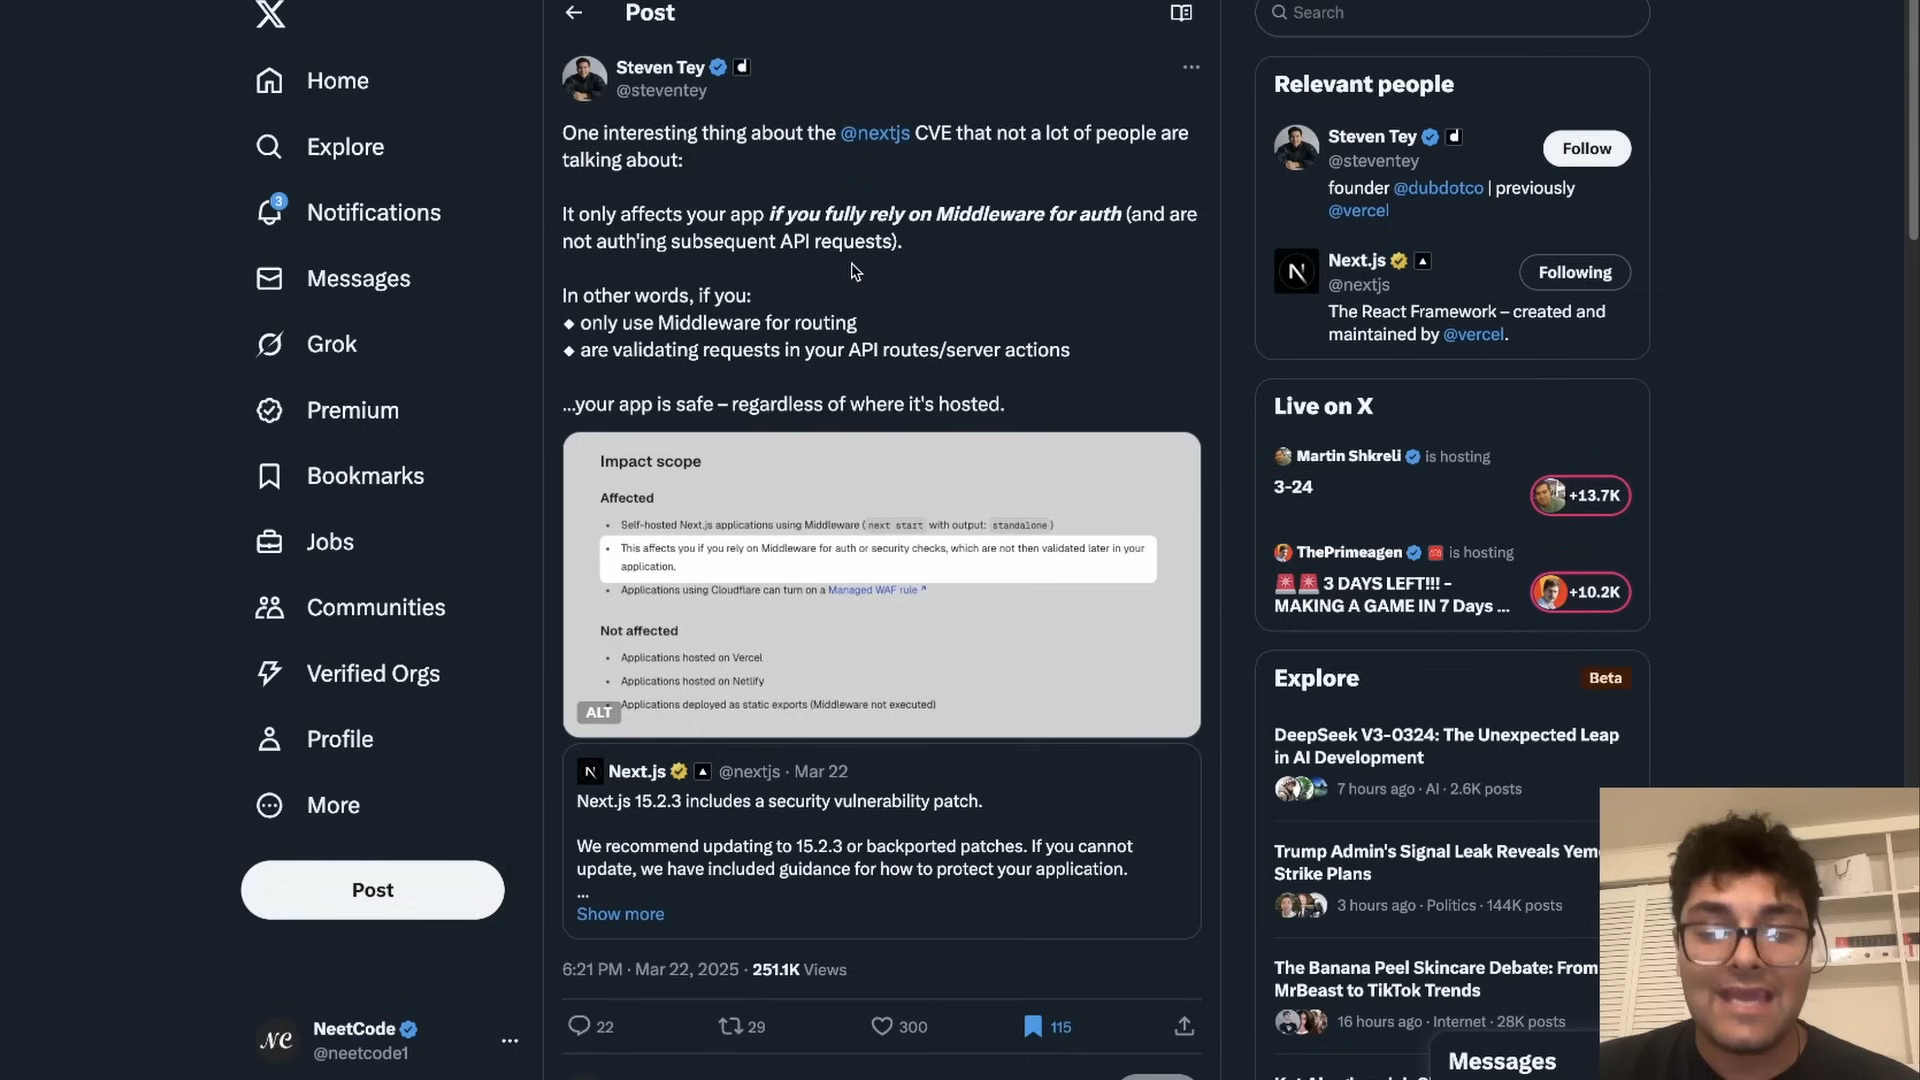 Home
Explore
3
Notifications
Messages
Grok
Premium
Bookmarks
Jobs
Communities
Verified Orgs
Profile
More
Post
NC
NeetCode
@neetcode1
Post
Steven Tey
@steventey
One interesting thing about the @nextjs CVE that not a lot of people are
talking about:
It only affects your app if you fully rely on Middleware for auth (and are
not auth'ing subsequent API requests).
In other words, if you:
◆ only use Middleware for routing
◆ are validating requests in your API routes/server actions
...your app is safe – regardless of where it's hosted.
Impact scope
Affected
• Self-hosted Next.js applications using Middleware ( next start with output: standalone )
• This affects you if you rely on Middleware for auth or security checks, which are not then validated later in your
application.
• Applications using Cloudflare can turn on a Managed WAF rule ↗
Not affected
• Applications hosted on Vercel
• Applications hosted on Netlify
• Applications deployed as static exports (Middleware not executed)
ALT
Next.js @nextjs · Mar 22
Next.js 15.2.3 includes a security vulnerability patch.
We recommend updating to 15.2.3 or backported patches. If you cannot
update, we have included guidance for how to protect your application.
...
Show more
6:21 PM · Mar 22, 2025 · 251.1K Views
22 29 300 115
Search
Relevant people
Steven Tey
Follow
@steventey
founder @dubdotco | previously
@vercel
Next.js
Following
@nextjs
The React Framework – created and
maintained by @vercel.
Live on X
Martin Shkreli is hosting
3-24
+13.7K
ThePrimeagen is hosting
🚨🚨 3 DAYS LEFT!!! -
MAKING A GAME IN 7 Days ...
+10.2K
Explore
Beta
DeepSeek V3-0324: The Unexpected Leap
in AI Development
7 hours ago · AI · 2.6K posts
Trump Admin's Signal Leak Reveals Yem
Strike Plans
3 hours ago · Politics · 144K posts
The Banana Peel Skincare Debate: From
MrBeast to TikTok Trends
16 hours ago · Internet · 28K posts
Messages